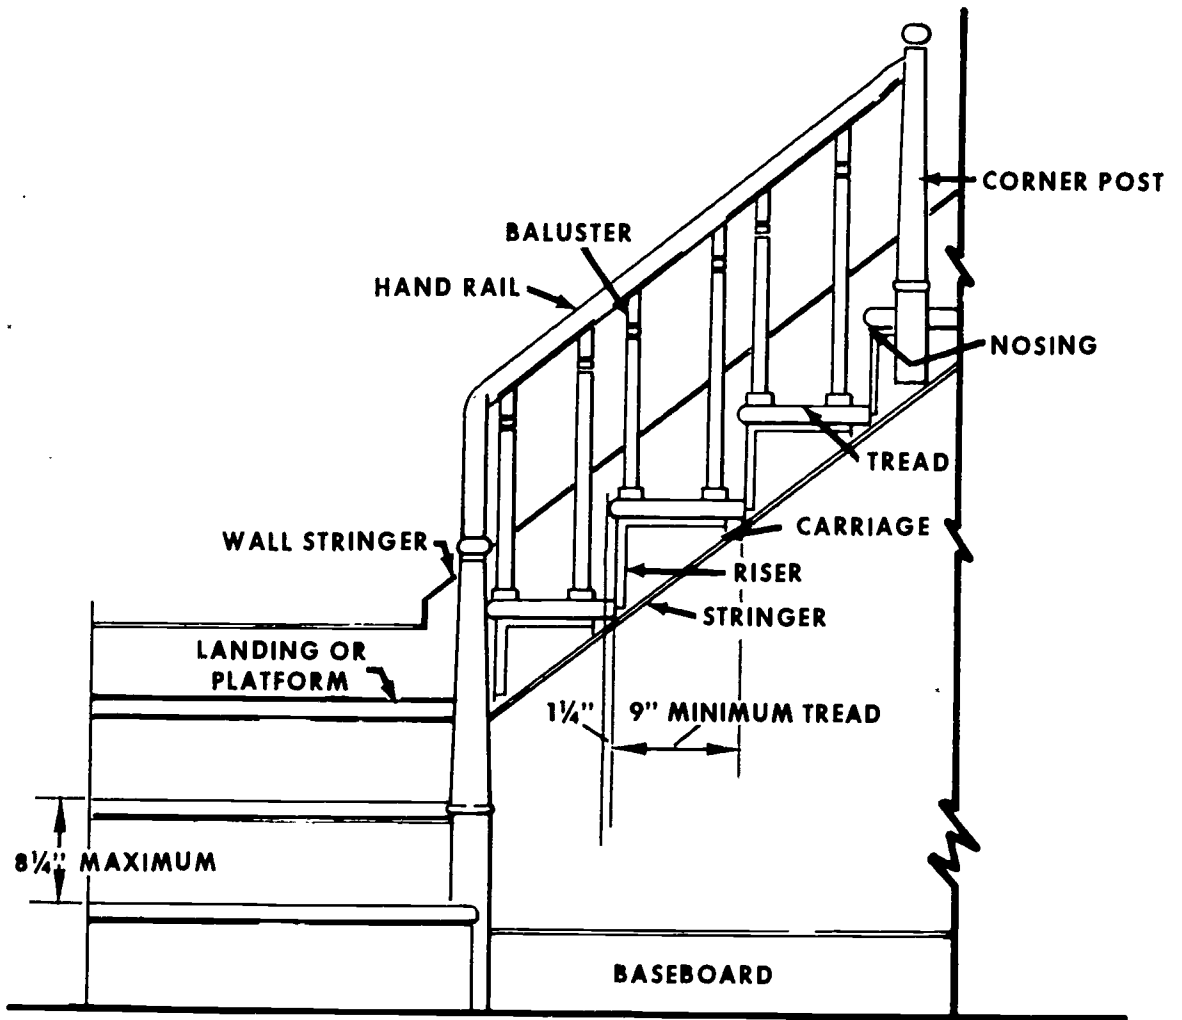 CORNER POST
BALUSTER
HAND RAIL
NOSING
TREAD
CARRIAGE
WALL STRINGER
RISER
STRINGER
LANDING OR
PLATFORM
1¼" 9" MINIMUM TREAD
8¼" MAXIMUM
BASEBOARD